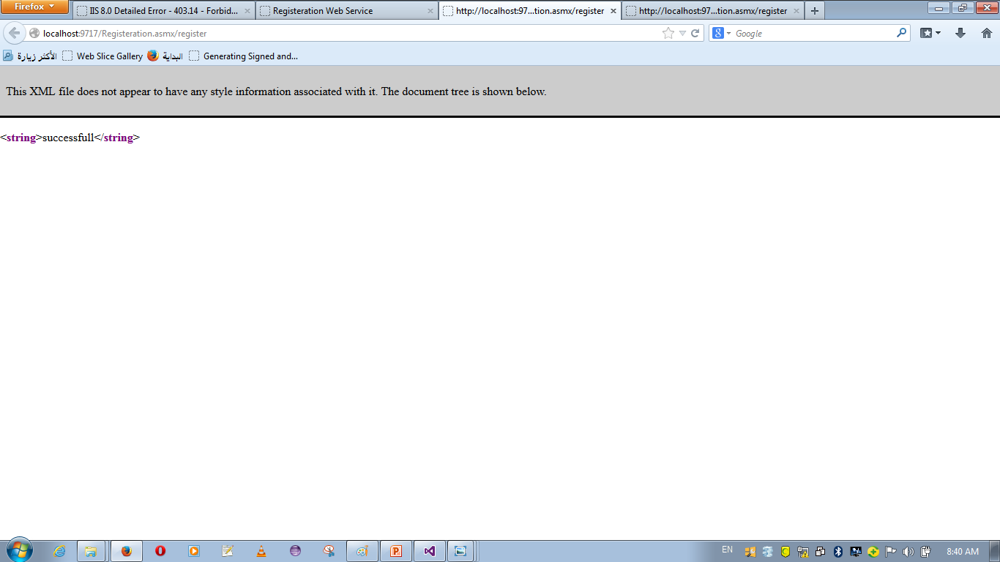 Firefox
IIS 8.0 Detailed Error - 403.14 - Forbid...
Registeration Web Service
http://localhost:97...tion.asmx/register
http://localhost:97...tion.asmx/register
localhost:9717/Registeration.asmx/register
Google
الأكثر زيارة
Web Slice Gallery
البداية
Generating Signed and...
This XML file does not appear to have any style information associated with it. The document tree is shown below.
<string>successfull</string>
EN
8:40 AM